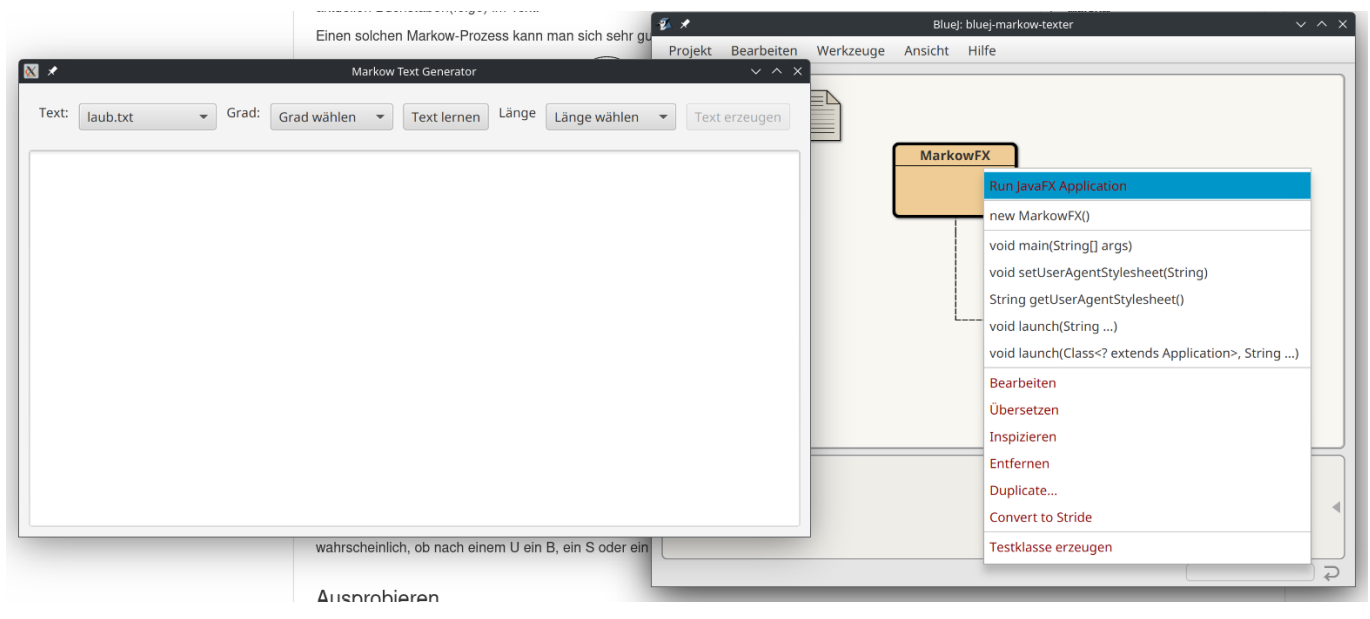 Einen solchen Markow-Prozess kann man sich sehr gu
BlueJ: bluej-markow-texter
Projekt Bearbeiten Werkzeuge Ansicht Hilfe
Markow Text Generator
Text: laub.txt Grad: Grad wählen Text lernen Länge Länge wählen Text erzeugen
MarkowFX
Run JavaFX Application
new MarkowFX()
void main(String[] args)
void setUserAgentStylesheet(String)
String getUserAgentStylesheet()
void launch(String ...)
void launch(Class<? extends Application>, String ...)
Bearbeiten
Übersetzen
Inspizieren
Entfernen
Duplicate...
Convert to Stride
Testklasse erzeugen
wahrscheinlich, ob nach einem U ein B, ein S oder ein
Ausprobieren